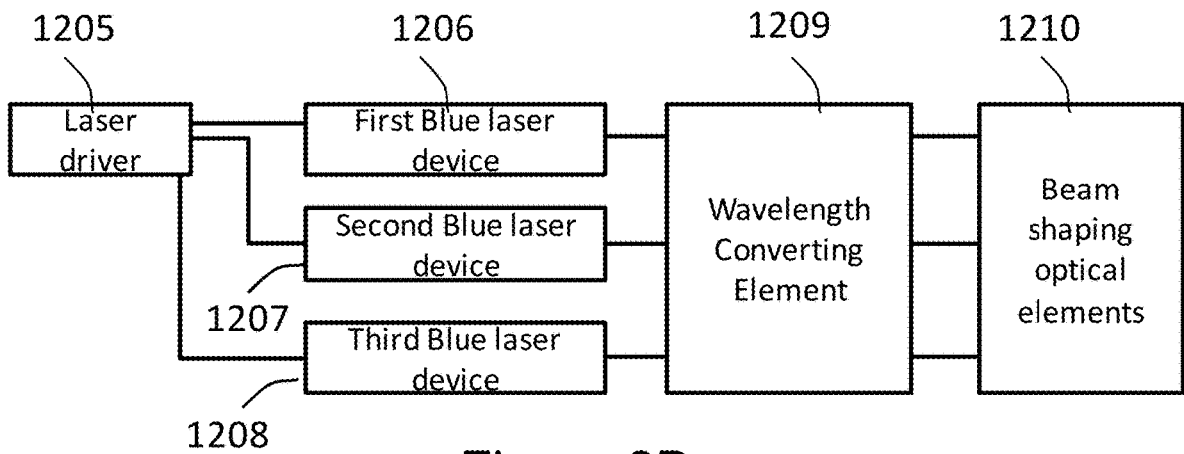 1205
1206
1209
1210
Laser
driver
First Blue laser
device
Second Blue laser
device
1207
Third Blue laser
device
1208
Wavelength
Converting
Element
Beam
shaping
optical
elements